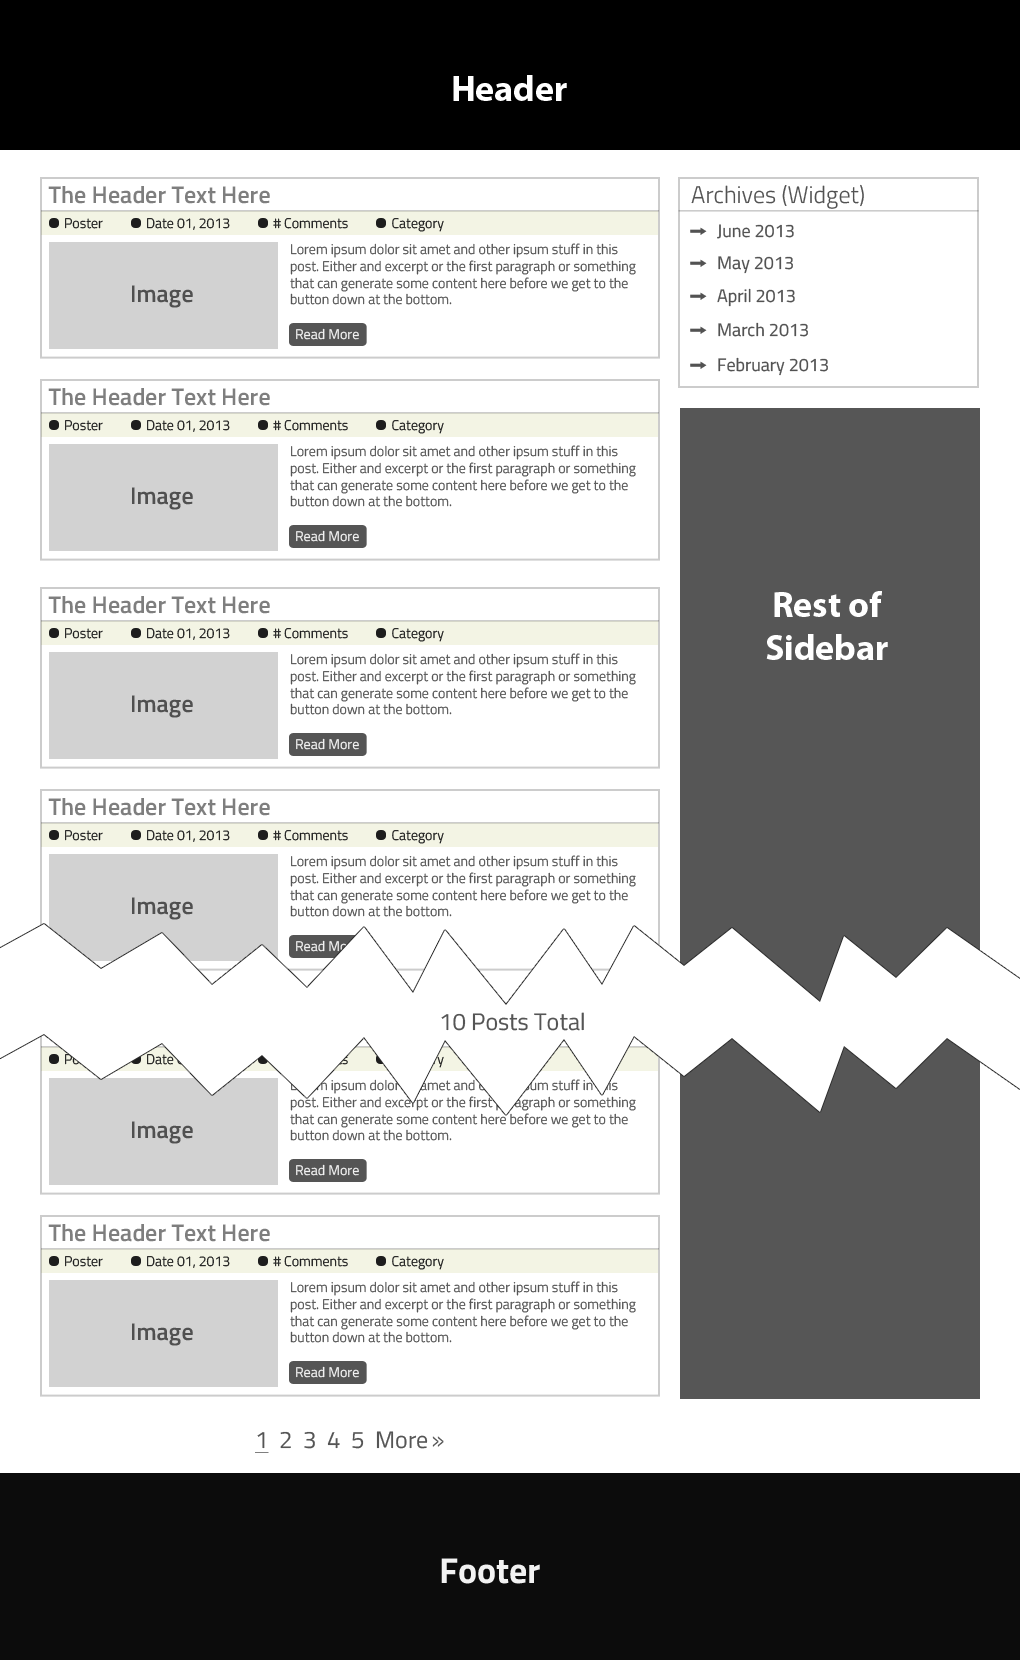 Header
The Header Text Here
Poster Date 01, 2013 # Comments Category
Image
Lorem ipsum dolor sit amet and other ipsum stuff in this
post. Either and excerpt or the first paragraph or something
that can generate some content here before we get to the
button down at the bottom.
Read More
The Header Text Here
Poster Date 01, 2013 # Comments Category
Image
Lorem ipsum dolor sit amet and other ipsum stuff in this
post. Either and excerpt or the first paragraph or something
that can generate some content here before we get to the
button down at the bottom.
Read More
The Header Text Here
Poster Date 01, 2013 # Comments Category
Image
Lorem ipsum dolor sit amet and other ipsum stuff in this
post. Either and excerpt or the first paragraph or something
that can generate some content here before we get to the
button down at the bottom.
Read More
The Header Text Here
Poster Date 01, 2013 # Comments Category
Image
Lorem ipsum dolor sit amet and other ipsum stuff in this
post. Either and excerpt or the first paragraph or something
that can generate some content here before we get to the
button down at the bottom.
Read
10 Posts Total
Date
Image
ipsum dolor amet and ipsum stuff in
post. Either and excerpt or the first paragraph or something
that can generate some content here before we get to the
button down at the bottom.
Read More
The Header Text Here
Poster Date 01, 2013 # Comments Category
Image
Lorem ipsum dolor sit amet and other ipsum stuff in this
post. Either and excerpt or the first paragraph or something
that can generate some content here before we get to the
button down at the bottom.
Read More
1 2 3 4 5 More »
Archives (Widget)
June 2013
May 2013
April 2013
March 2013
February 2013
Rest of
Sidebar
Footer